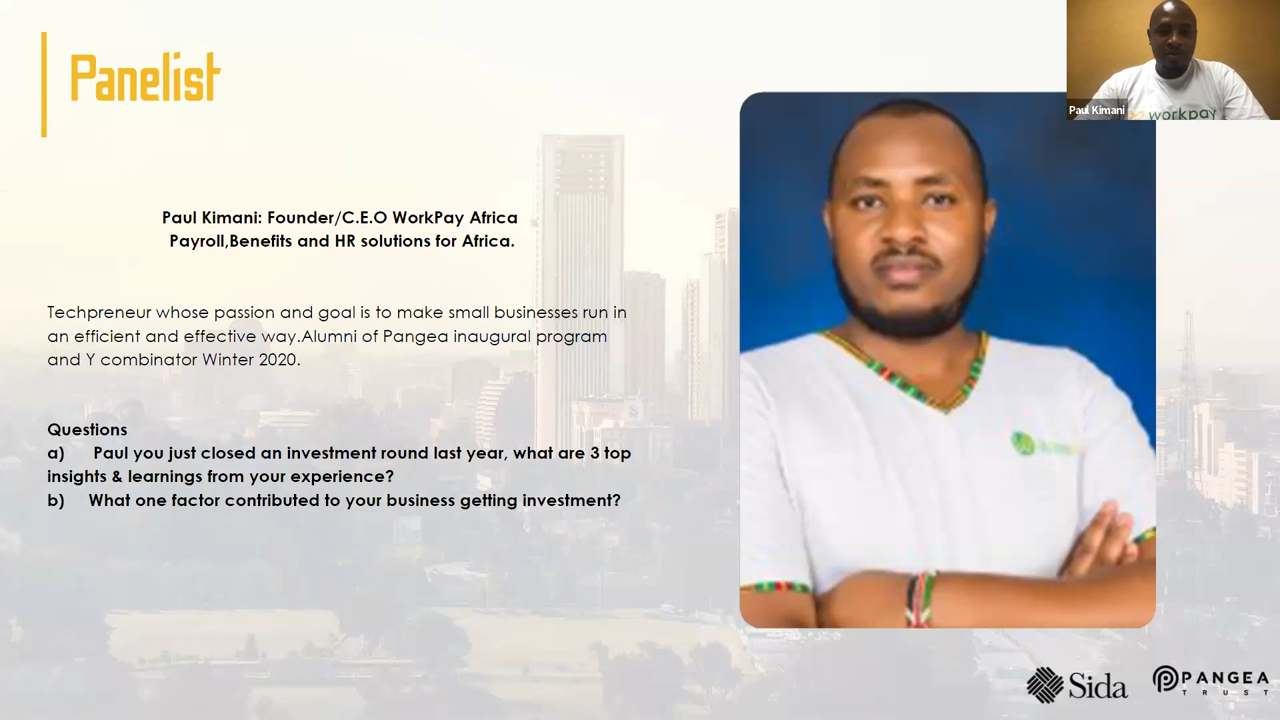 Panelist
Paul Kimani
workpay
Paul Kimani: Founder/C.E.O WorkPay Africa
Payroll,Benefits and HR solutions for Africa.
Techpreneur whose passion and goal is to make small businesses run in
an efficient and effective way.Alumni of Pangea inaugural program
and Y combinator Winter 2020.
Questions
a) Paul you just closed an investment round last year, what are 3 top
insights & learnings from your experience?
b) What one factor contributed to your business getting investment?
Sida
PANGEA
TRUST